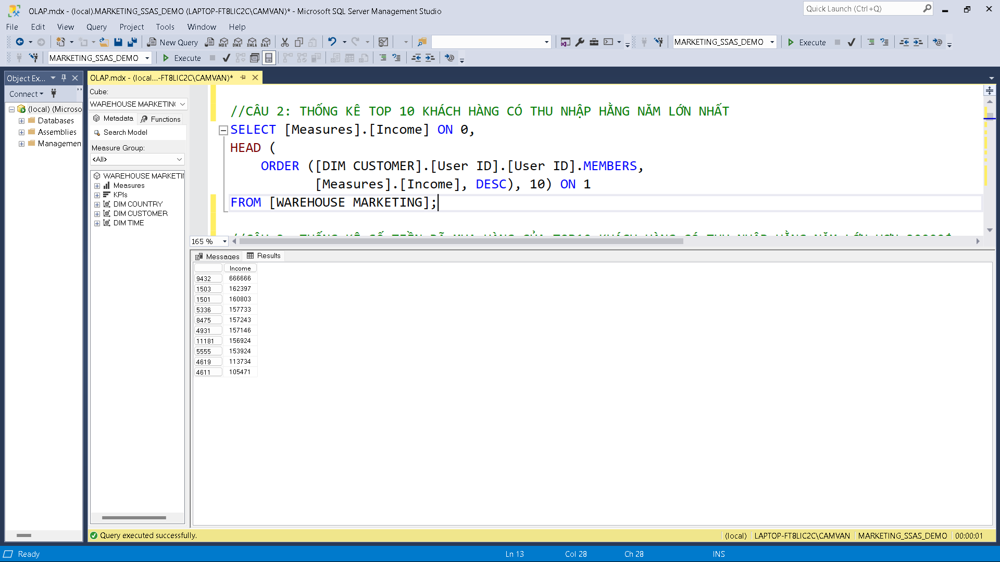 OLAP.mdx - (local).MARKETING_SSAS_DEMO (LAPTOP-FT8LIC2C\CAMVAN)* - Microsoft SQL Server Management Studio
Quick Launch (Ctrl+Q)
File Edit View Query Project Tools Window Help
New Query
MDX DMX XMLA DAX
MARKETING_SSAS_DEMO
Execute
MARKETING_SSAS_DEMO
Execute
Object Ex...
Connect
(local) (Microso
Databases
Assemblies
Managemen
OLAP.mdx - (local...-FT8LIC2C\CAMVAN)*
Cube:
WAREHOUSE MARKETING
Metadata
Functions
Search Model
Measure Group:
<All>
WAREHOUSE MARKETI
Measures
KPIs
DIM COUNTRY
DIM CUSTOMER
DIM TIME
//CÂU 2: THỐNG KÊ TOP 10 KHÁCH HÀNG CÓ THU NHẬP HẰNG NĂM LỚN NHẤT
SELECT [Measures].[Income] ON 0,
HEAD (
ORDER ([DIM CUSTOMER].[User ID].[User ID].MEMBERS,
[Measures].[Income], DESC), 10) ON 1
FROM [WAREHOUSE MARKETING];
165 %
Messages
Results
Income
9432 666666
1503 162397
1501 160803
5336 157733
8475 157243
4931 157146
11181 156924
5555 153924
4619 113734
4611 105471
Query executed successfully.
(local) LAPTOP-FT8LIC2C\CAMVAN MARKETING_SSAS_DEMO 00:00:01
Ready
Ln 13 Col 28 Ch 28 INS